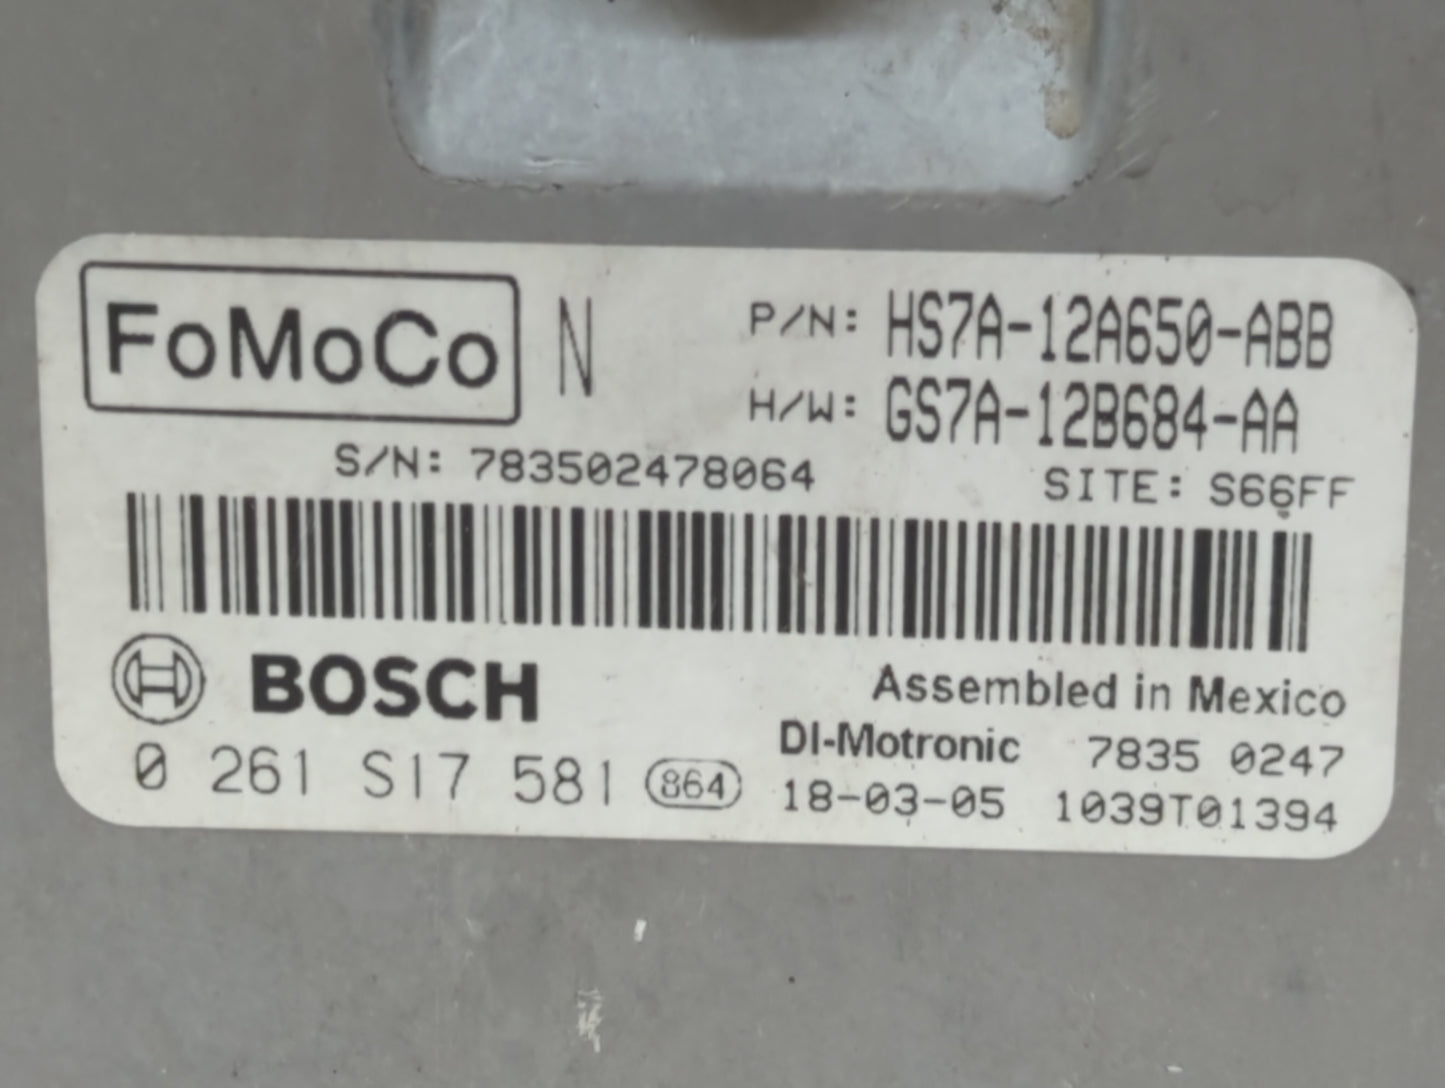 FoMoCo N P/N: HS7A-12A650-ABB
H/W: GS7A-12B684-AA
S/N: 783502478064 SITE: S66FF
BOSCH Assembled in Mexico
DI-Motronic 7835 0247
0 261 S17 581 864 18-03-05 1039T01394